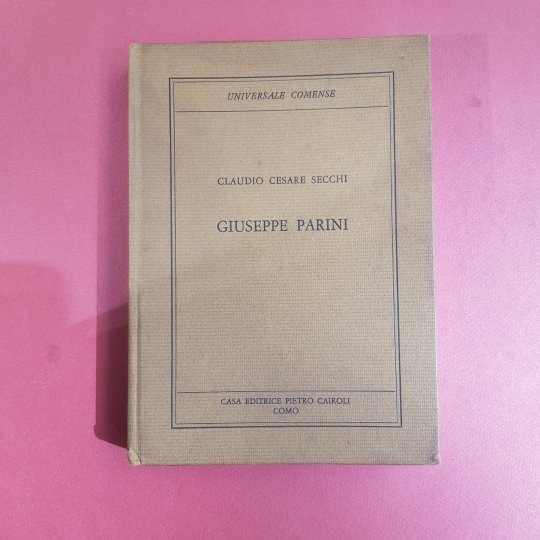 UNIVERSALE COMENSE
CLAUDIO CESARE SECCHI
GIUSEPPE PARINI
CASA EDITRICE PIETRO CAIROLI
COMO